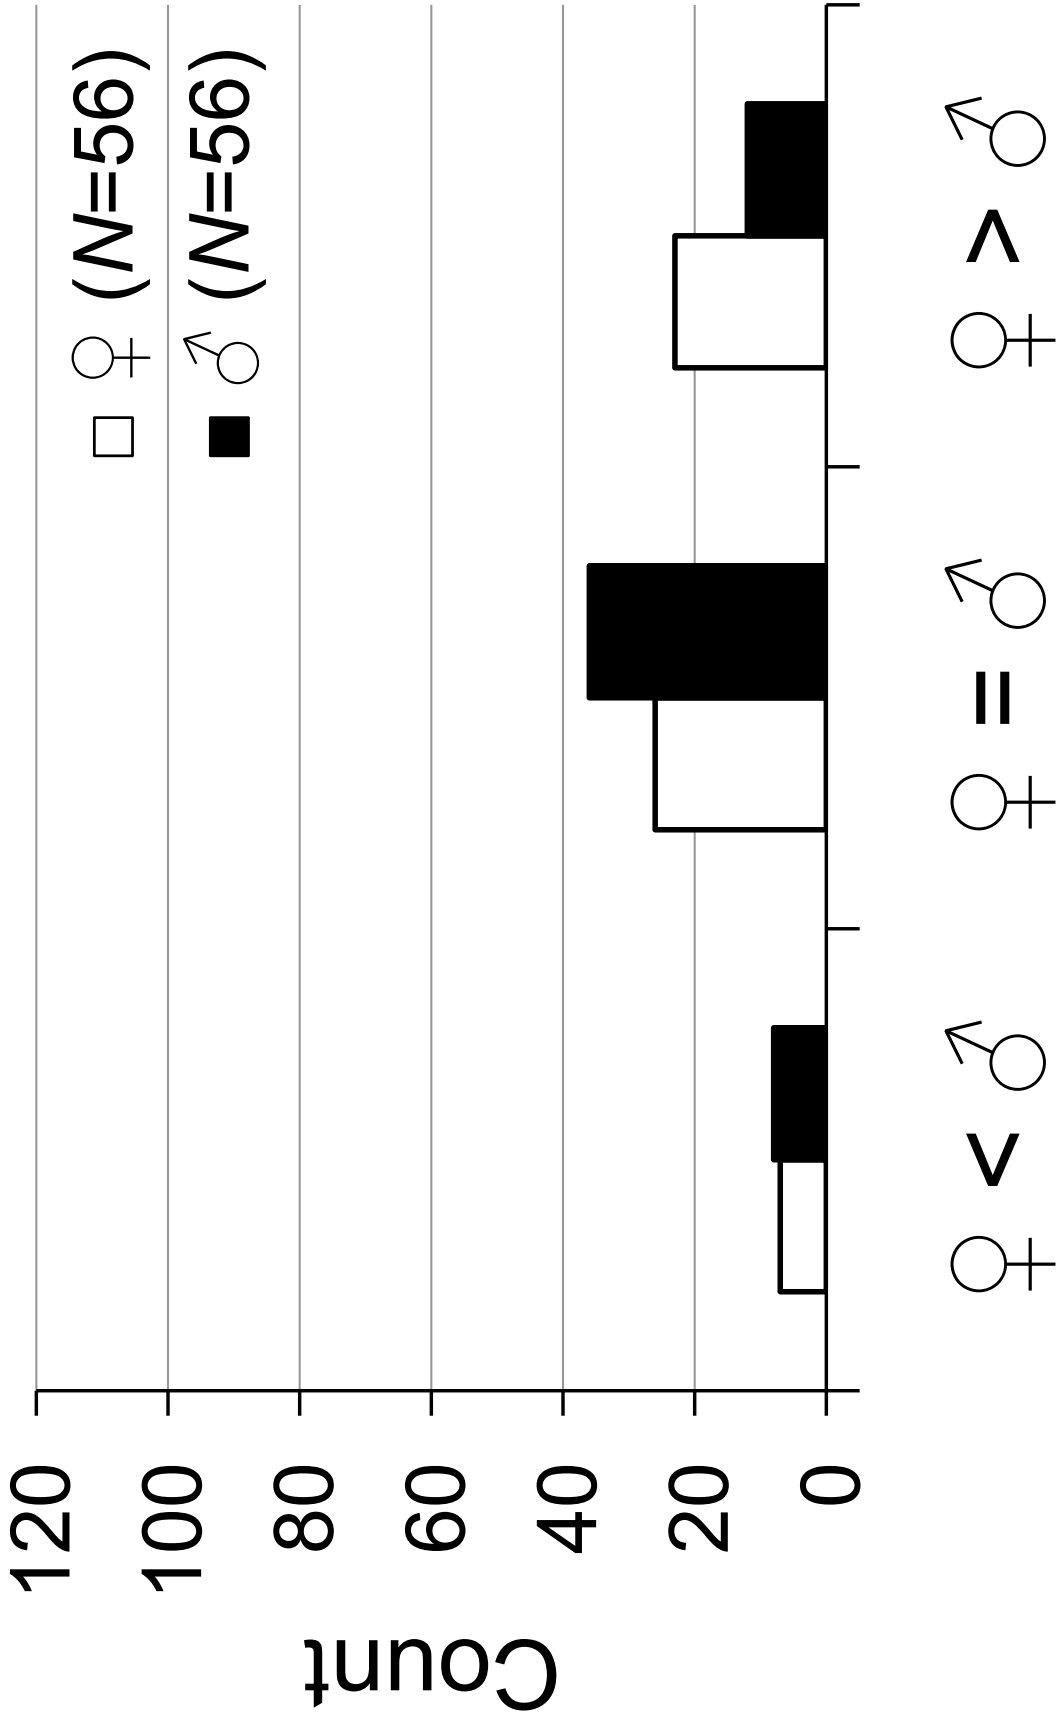 Count
120
100
80
60
40
20
0
♀ (N=56)
♂ (N=56)
♀ < ♂
♀ = ♂
♀ > ♂